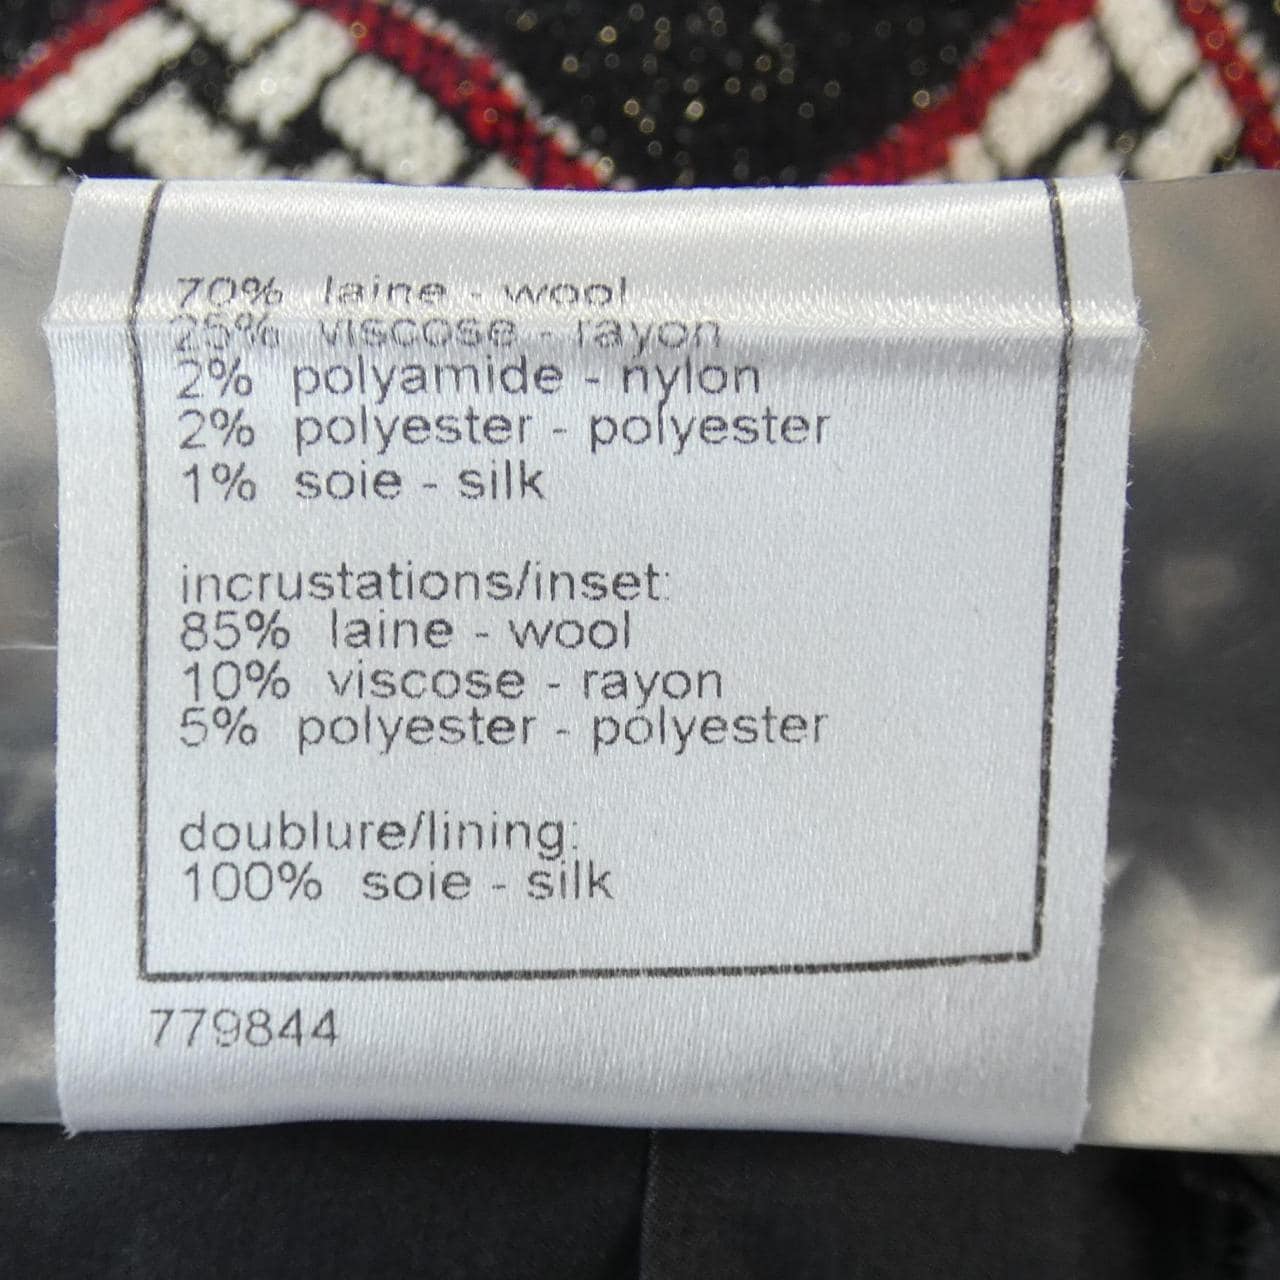 70% laine - wool
25% viscose - rayon
2% polyamide - nylon
2% polyester - polyester
1% soie - silk
incrustations/inset:
85% laine - wool
10% viscose - rayon
5% polyester - polyester
doublure/lining:
100% soie - silk
779844